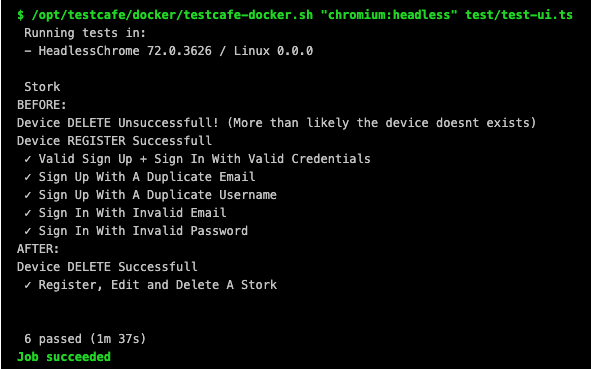 $ /opt/testcafe/docker/testcafe-docker.sh "chromium:headless" test/test-ui.ts
Running tests in:
- HeadlessChrome 72.0.3626 / Linux 0.0.0
Stork
BEFORE:
Device DELETE Unsuccessfull! (More than likely the device doesnt exists)
Device REGISTER Successfull
✓ Valid Sign Up + Sign In With Valid Credentials
✓ Sign Up With A Duplicate Email
✓ Sign Up With A Duplicate Username
✓ Sign In With Invalid Email
✓ Sign In With Invalid Password
AFTER:
Device DELETE Successfull
✓ Register, Edit and Delete A Stork
6 passed (1m 37s)
Job succeeded